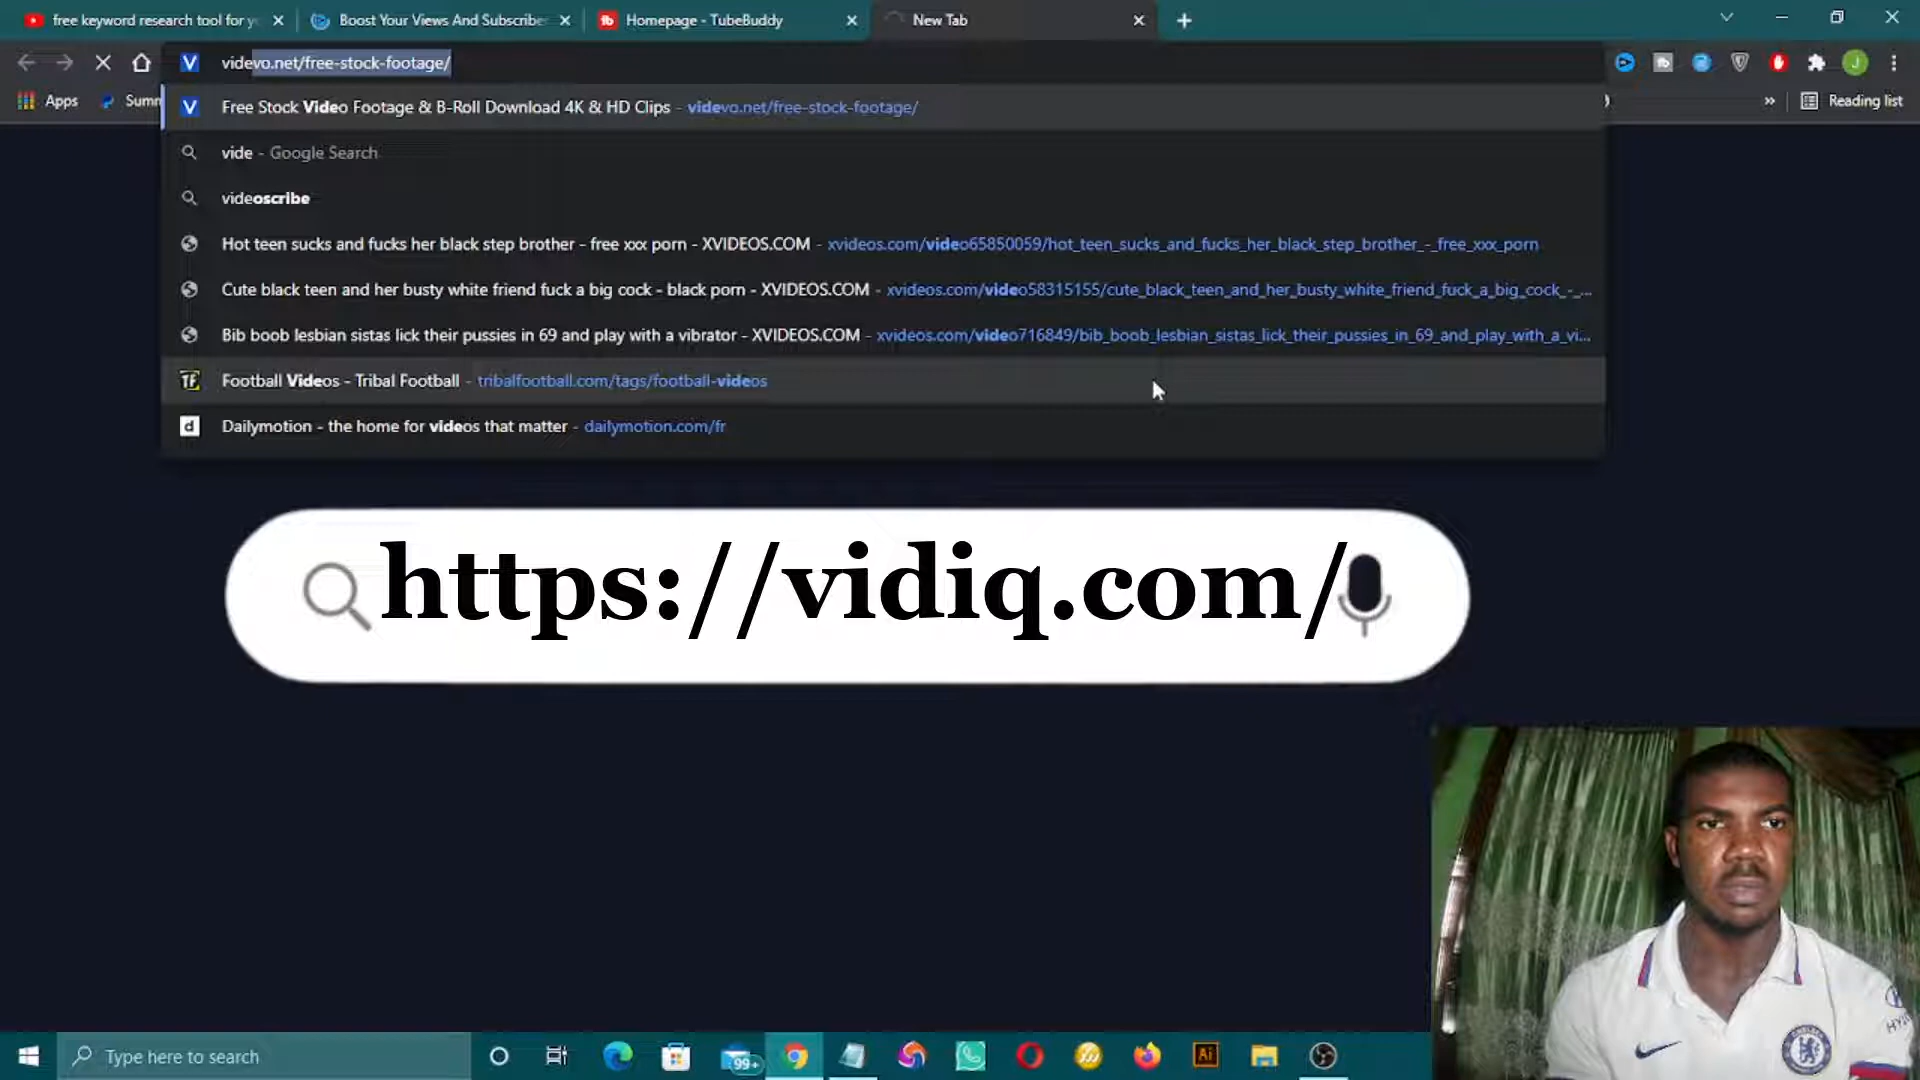 free keyword research tool for y
Boost Your Views And Subscribe
Homepage - TubeBuddy
New Tab
videvo.net/free-stock-footage/
Apps
Summ
Reading list
Free Stock Video Footage & B-Roll Download 4K & HD Clips - videvo.net/free-stock-footage/
vide - Google Search
videoscribe
Hot teen sucks and fucks her black step brother - free xxx porn - XVIDEOS.COM - xvideos.com/video65850059/hot_teen_sucks_and_fucks_her_black_step_brother_-_free_xxx_porn
Cute black teen and her busty white friend fuck a big cock - black porn - XVIDEOS.COM - xvideos.com/video58315155/cute_black_teen_and_her_busty_white_friend_fuck_a_big_cock_-_...
Bib boob lesbian sistas lick their pussies in 69 and play with a vibrator - XVIDEOS.COM - xvideos.com/video716849/bib_boob_lesbian_sistas_lick_their_pussies_in_69_and_play_with_a_vi...
Football Videos - Tribal Football - tribalfootball.com/tags/football-videos
Dailymotion - the home for videos that matter - dailymotion.com/fr
https://vidiq.com/
Type here to search
99+
Ai